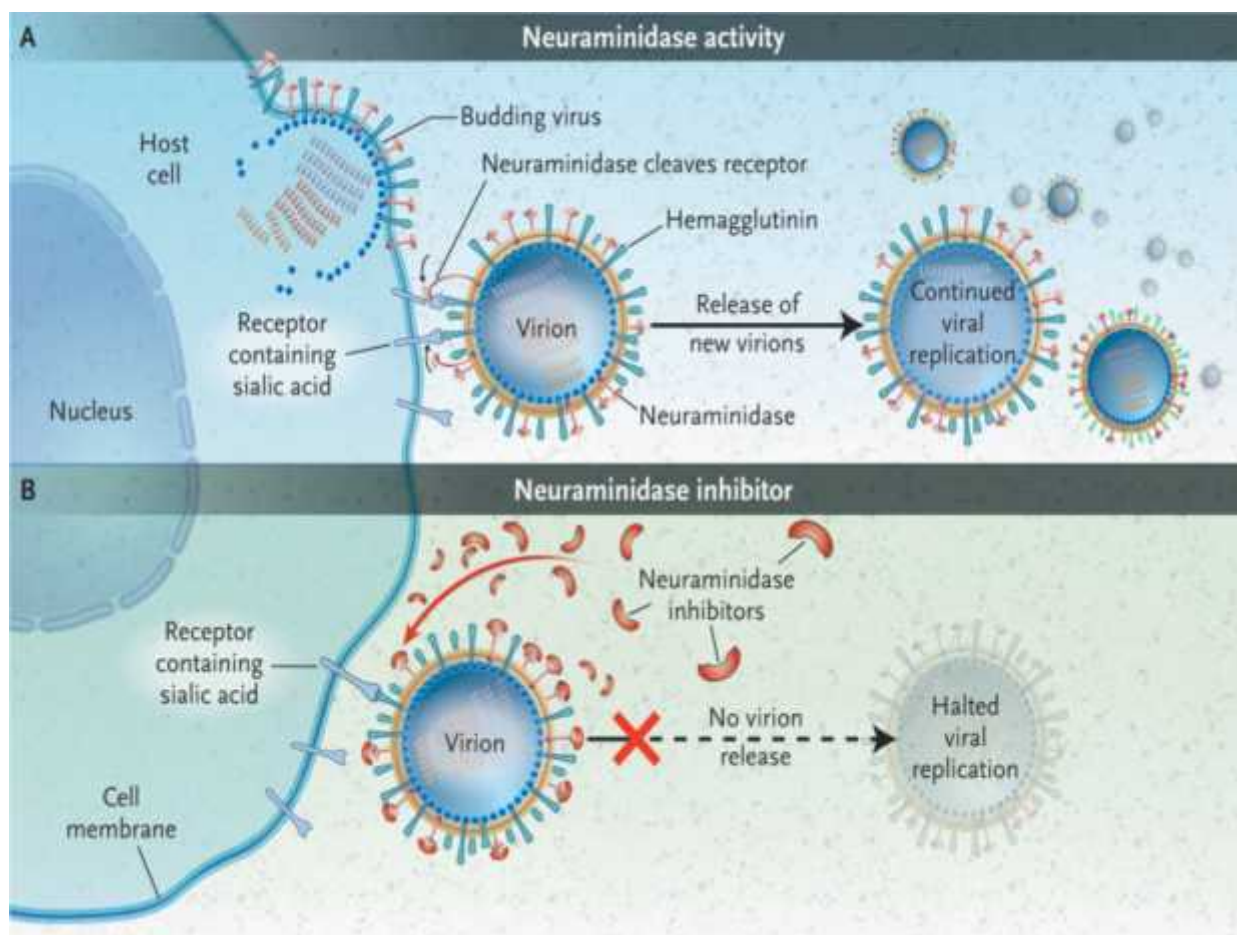 A
Neuraminidase activity
Host
cell
Budding virus
Neuraminidase cleaves receptor
Hemagglutinin
Receptor
containing
sialic acid
Virion
Release of
new virions
Continued
viral
replication
Nucleus
Neuraminidase
B
Neuraminidase inhibitor
Neuraminidase
inhibitors
Receptor
containing
sialic acid
Virion
No virion
release
Halted
viral
replication
Cell
membrane